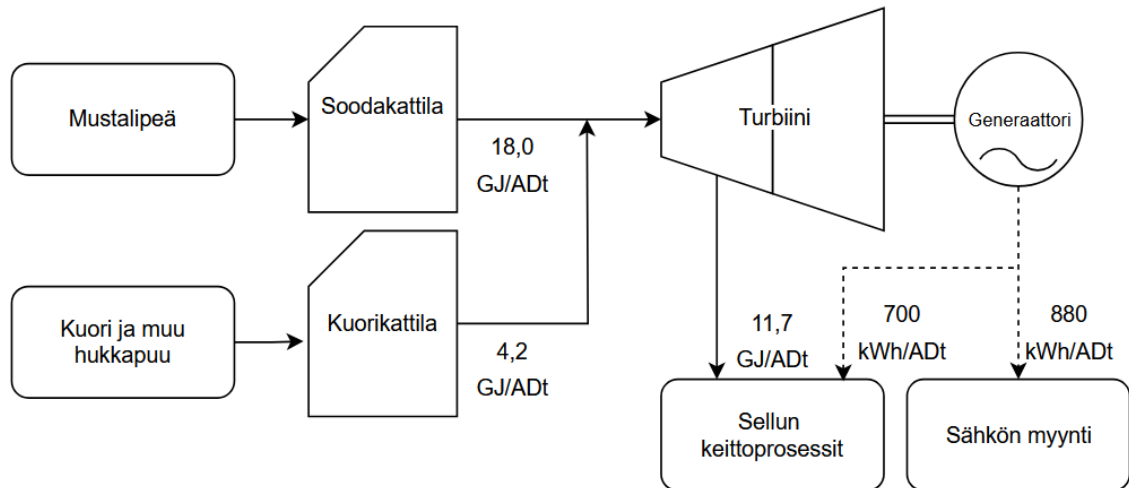 Mustalipeä
Soodakattila
18,0
GJ/ADt
Turbiini
Generaattori
Kuori ja muu
hukkapuu
Kuorikattila
4,2
GJ/ADt
11,7
GJ/ADt
700
kWh/ADt
880
kWh/ADt
Sellun
keittoprosessit
Sähkön myynti